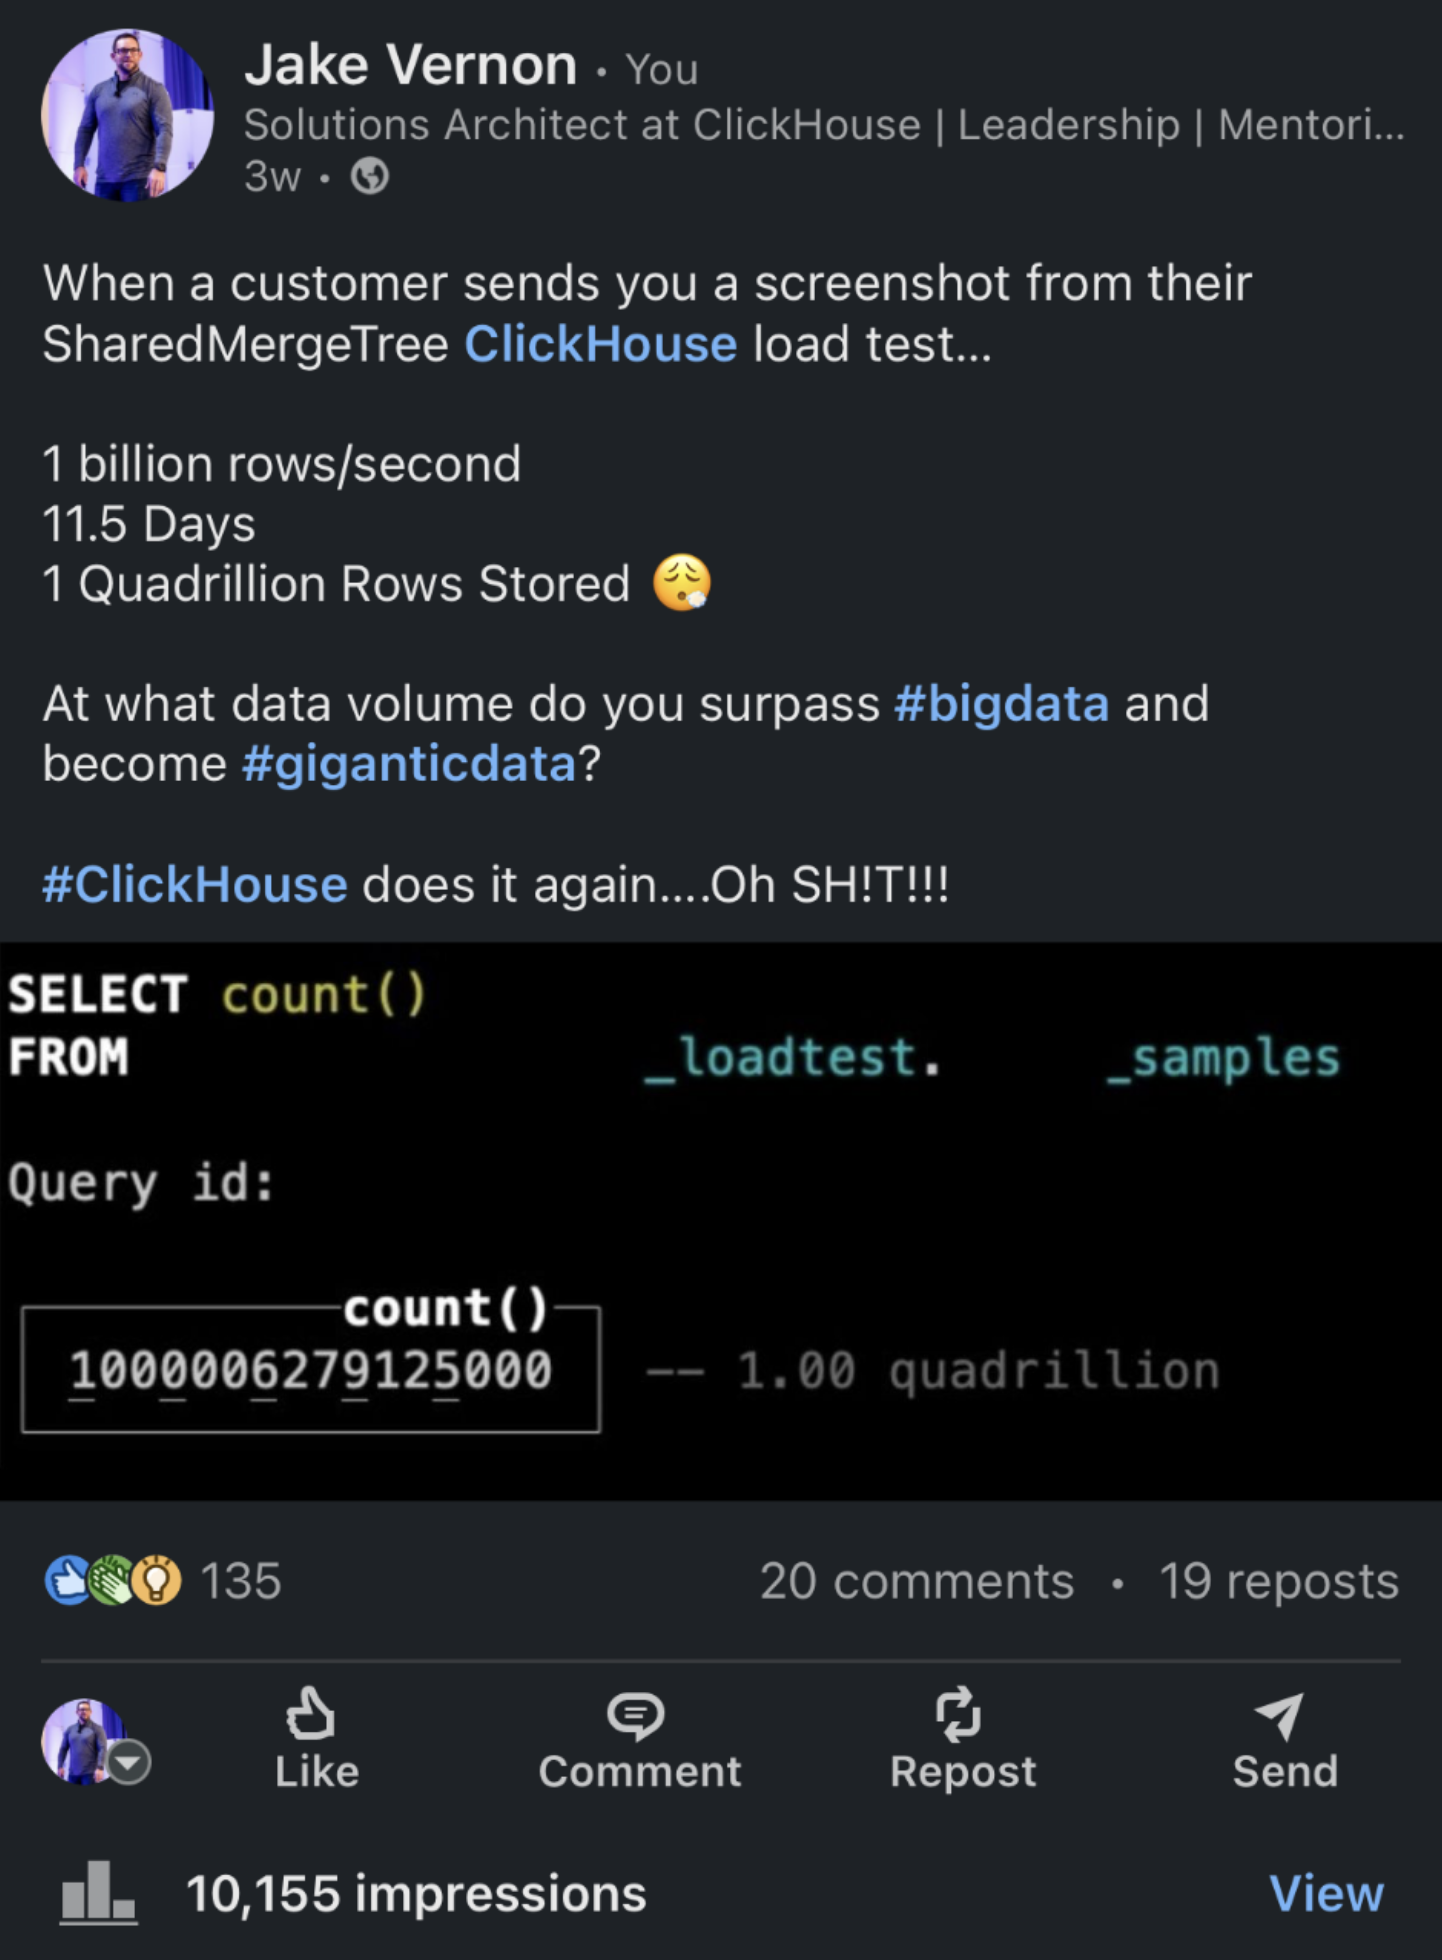 Jake Vernon • You
Solutions Architect at ClickHouse | Leadership | Mentori...
3w •
When a customer sends you a screenshot from their
SharedMergeTree ClickHouse load test...
1 billion rows/second
11.5 Days
1 Quadrillion Rows Stored 😮‍💨
At what data volume do you surpass #bigdata and
become #giganticdata?
#ClickHouse does it again....Oh SH!T!!!
SELECT count()
FROM _loadtest. _samples
Query id:
count()
1000006279125000 -- 1.00 quadrillion
135 20 comments • 19 reposts
Like Comment Repost Send
10,155 impressions View